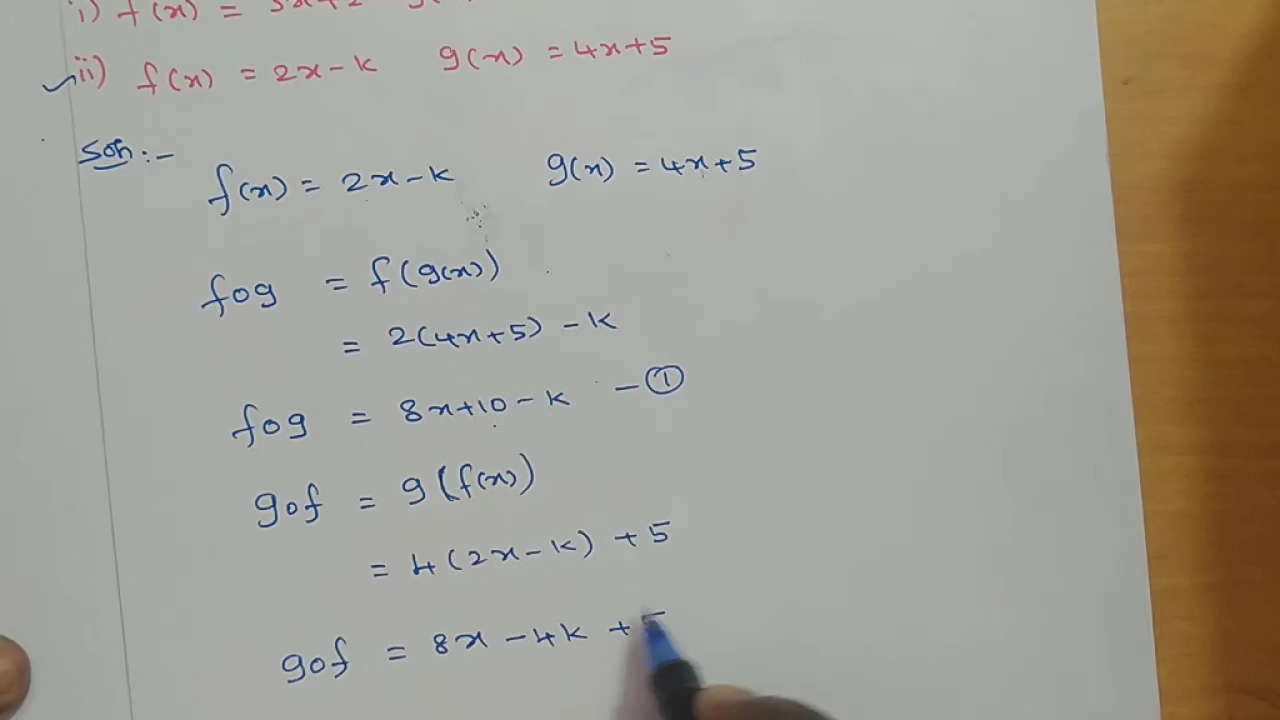 i) f(x) =
ii) f(x) = 2x-k g(x) = 4x+5
Soln:-
f(x) = 2x-k g(x) = 4x+5
fog = f(g(x))
= 2(4x+5) - k
fog = 8x+10-k - ①
gof = g(f(x))
= 4(2x-k) + 5
gof = 8x - 4k + 5